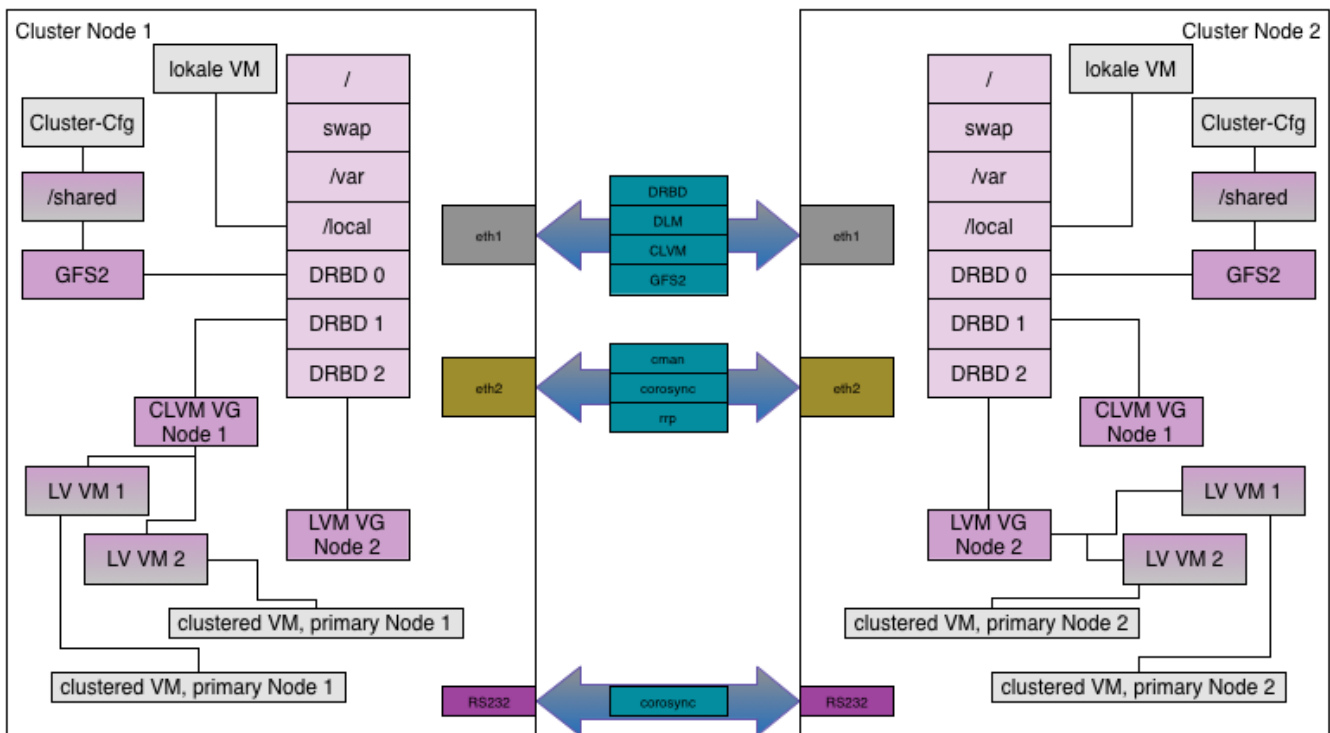 Cluster Node 1
lokale VM
Cluster-Cfg
/shared
GFS2
/
swap
/var
/local
DRBD 0
DRBD 1
DRBD 2
CLVM VG
Node 1
LV VM 1
LV VM 2
LVM VG
Node 2
clustered VM, primary Node 1
clustered VM, primary Node 1
eth1
eth2
RS232
DRBD
DLM
CLVM
GFS2
cman
corosync
rrp
corosync
eth1
eth2
RS232
Cluster Node 2
/
swap
/var
/local
DRBD 0
DRBD 1
DRBD 2
lokale VM
Cluster-Cfg
/shared
GFS2
CLVM VG
Node 1
LVM VG
Node 2
LV VM 1
LV VM 2
clustered VM, primary Node 2
clustered VM, primary Node 2